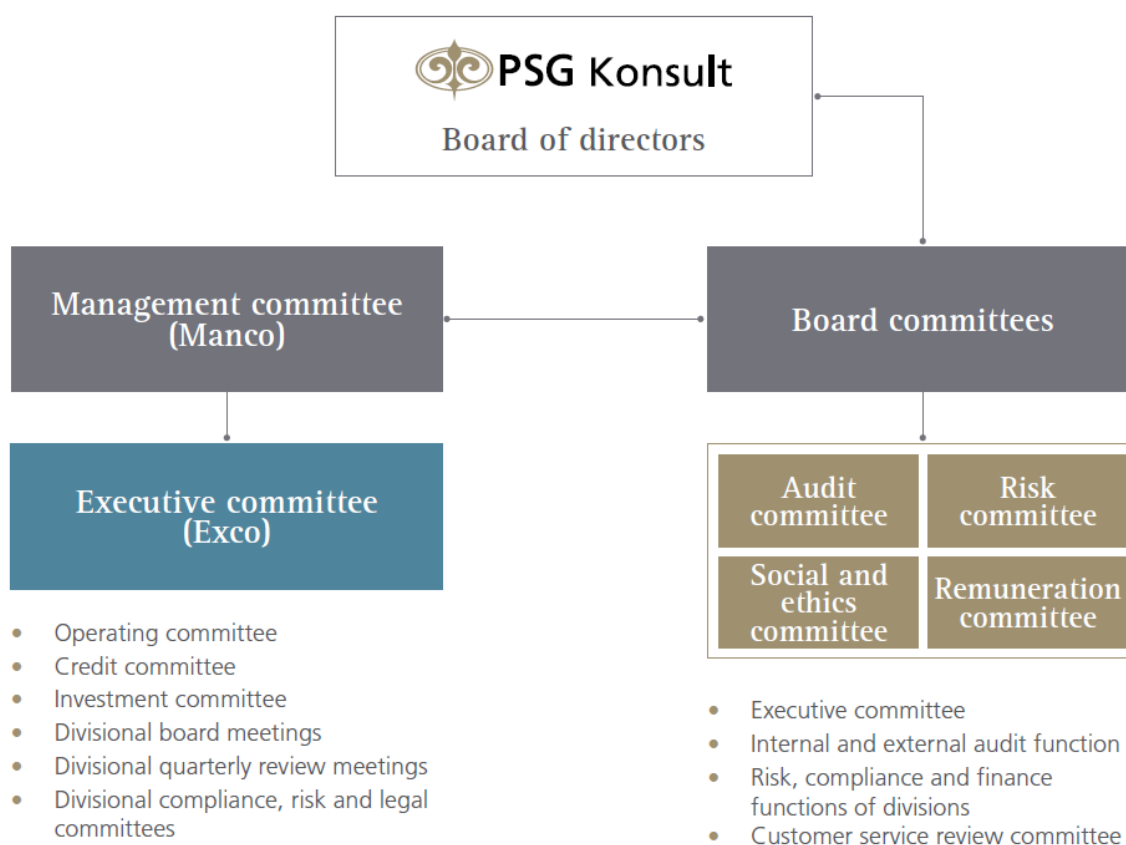 PSG Konsult
Board of directors
Management committee
(Manco)
Board committees
Executive committee
(Exco)
Audit
committee
Risk
committee
Social and
ethics
committee
Remuneration
committee
• Operating committee
• Credit committee
• Investment committee
• Divisional board meetings
• Divisional quarterly review meetings
• Divisional compliance, risk and legal
committees
• Executive committee
• Internal and external audit function
• Risk, compliance and finance
functions of divisions
• Customer service review committee